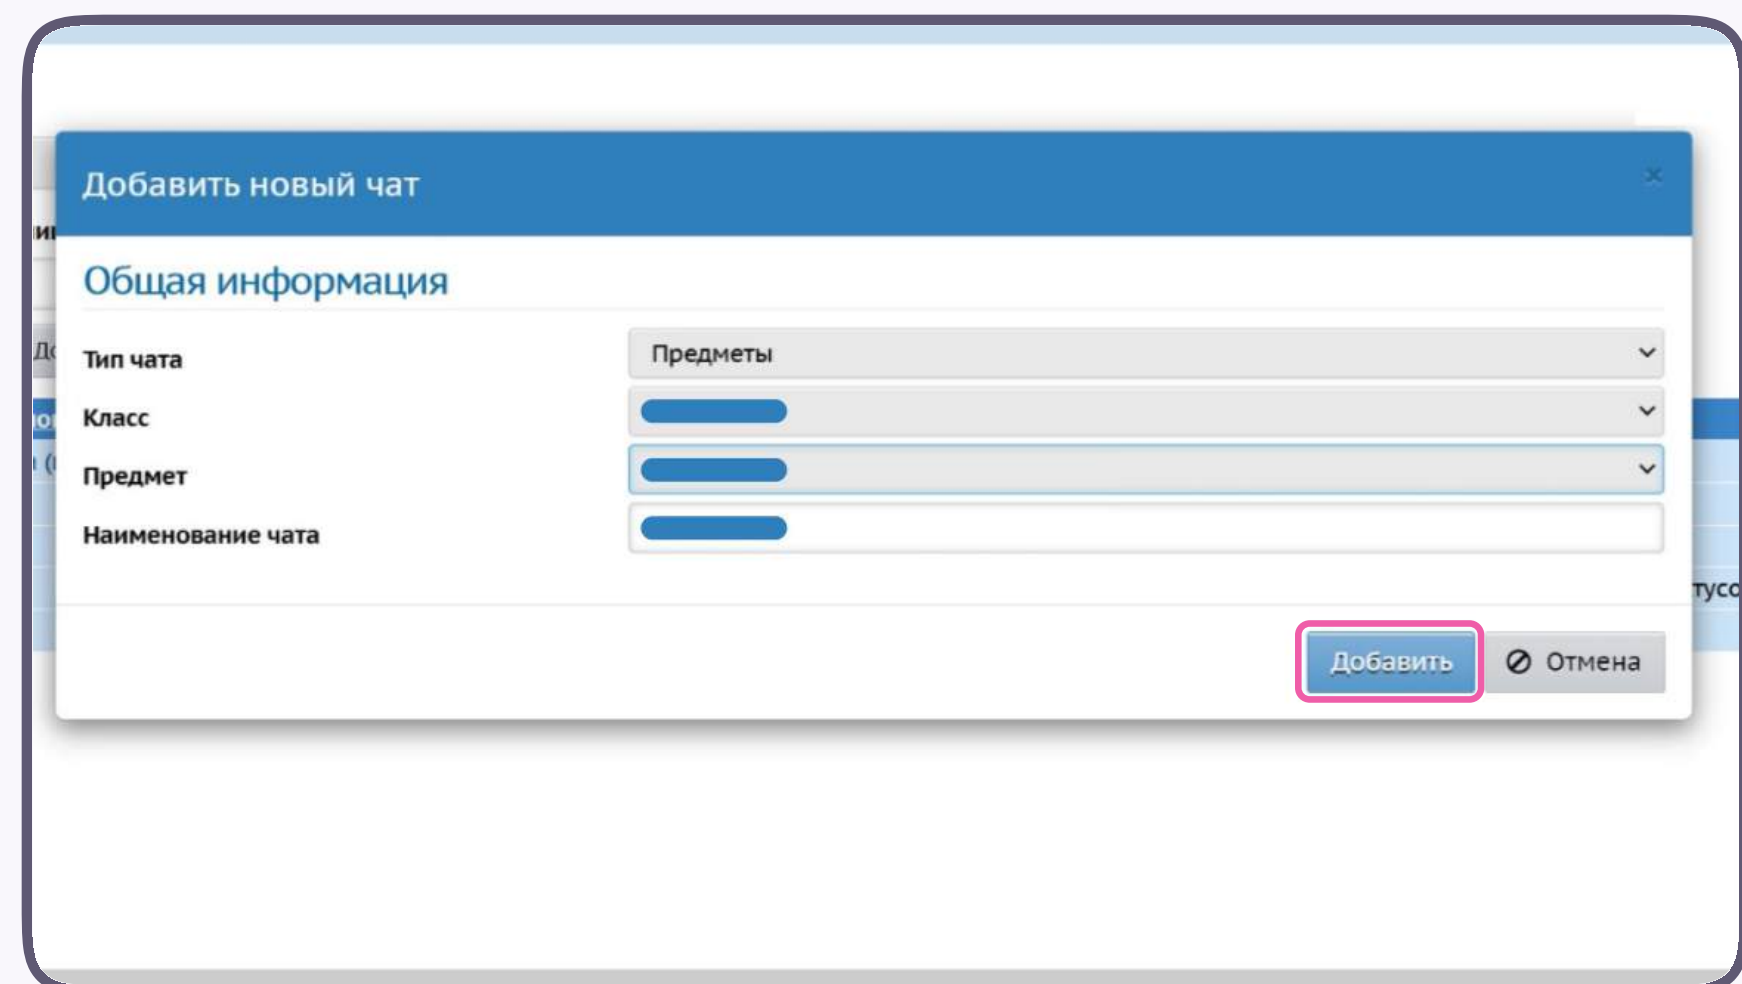 Добавить новый чат
Общая информация
Тип чата
Предметы
Класс
Предмет
Наименование чата
Добавить
Отмена